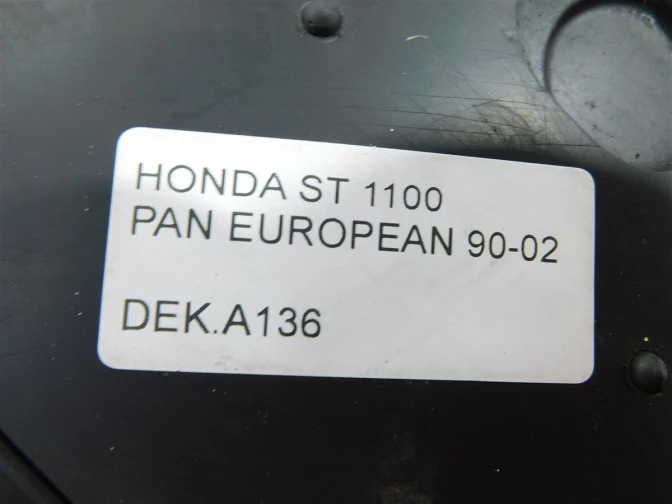 HONDA ST 1100
PAN EUROPEAN 90-02
DEK.A136